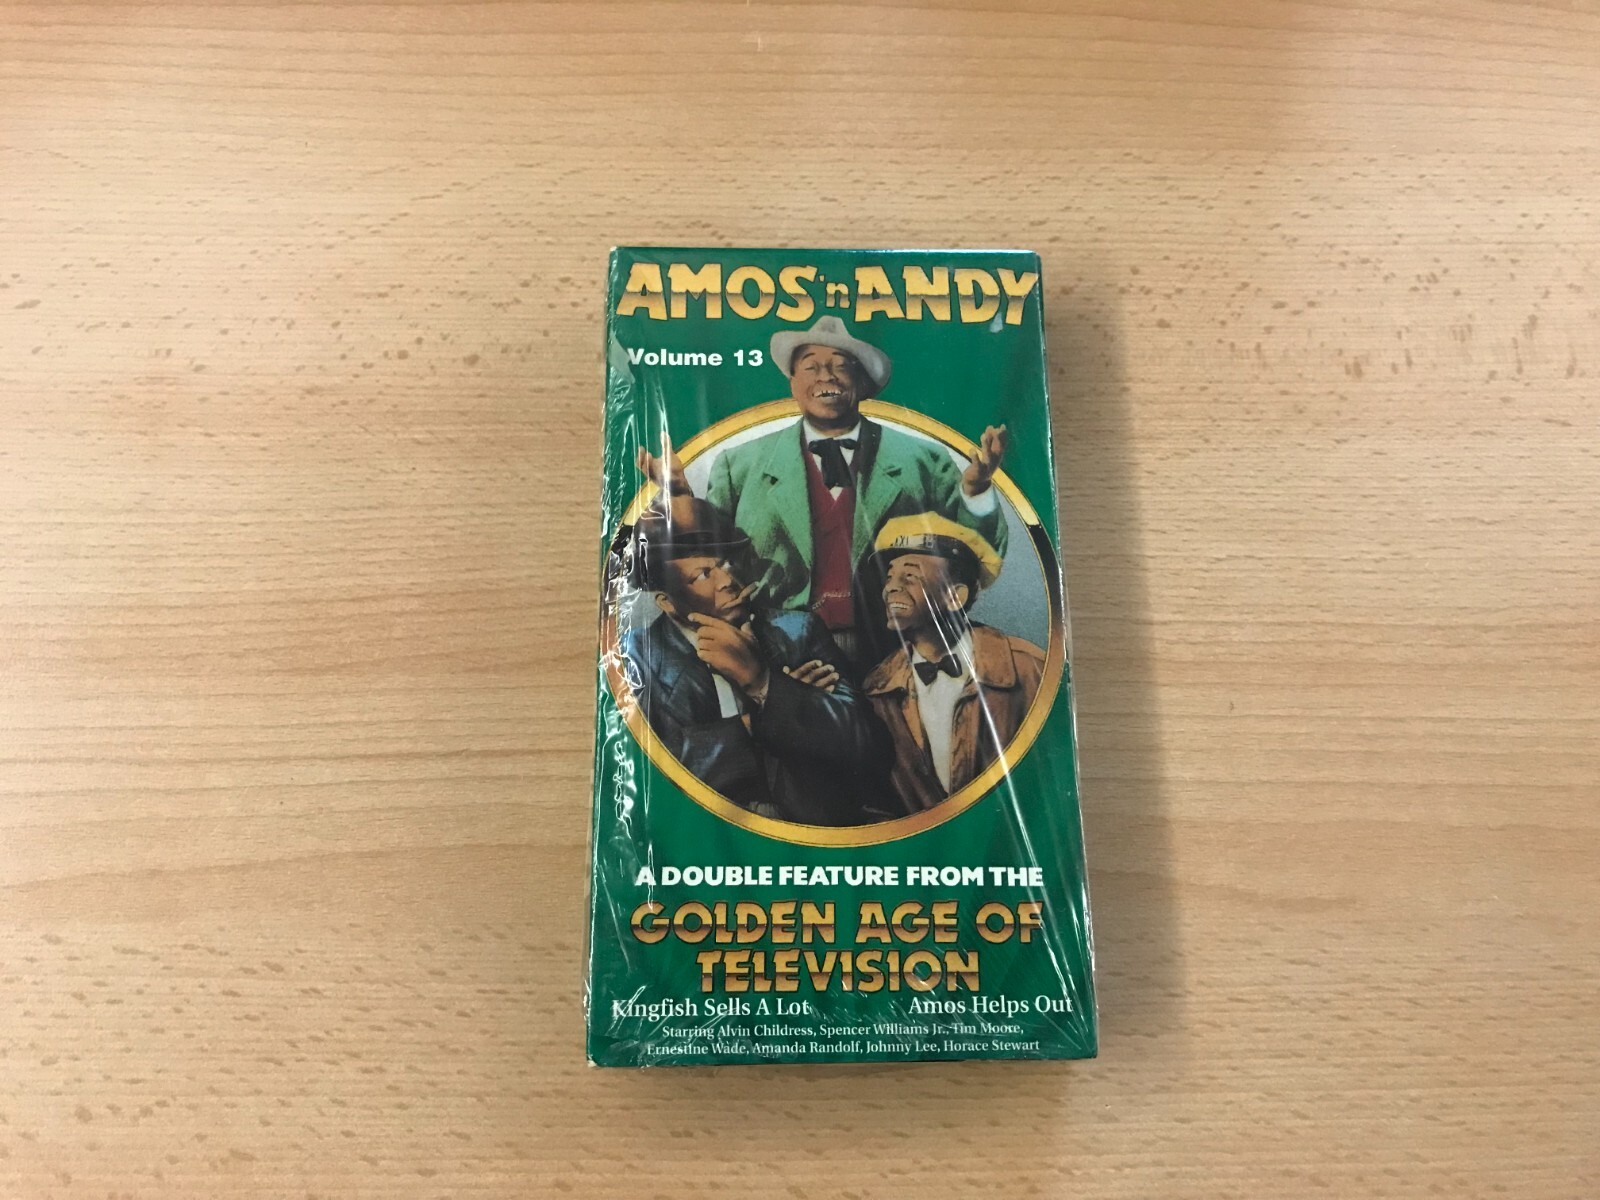 AMOS 'n ANDY
Volume 13
TAXI
A DOUBLE FEATURE FROM THE
GOLDEN AGE OF
TELEVISION
Kingfish Sells A Lot Amos Helps Out
Starring Alvin Childress, Spencer Williams Jr., Tim Moore,
Ernestine Wade, Amanda Randolf, Johnny Lee, Horace Stewart